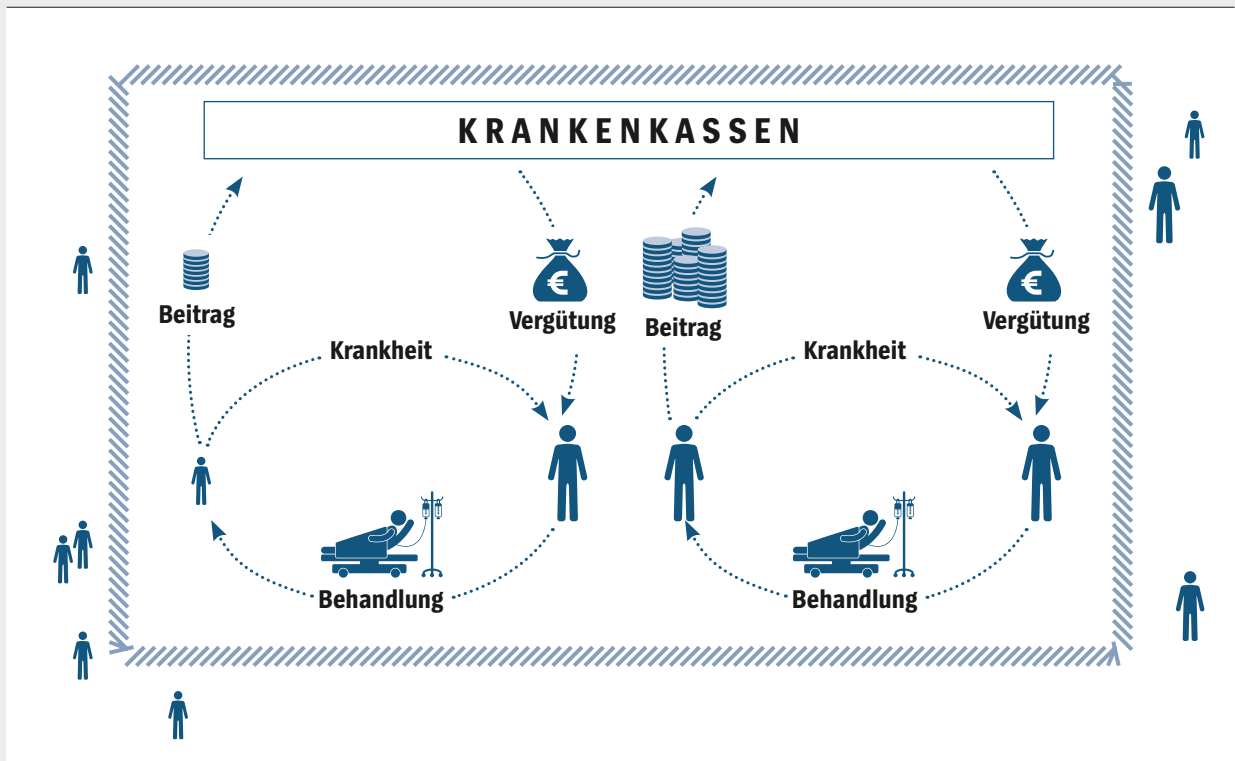 KRANKENKASSEN
€
€
Beitrag
Vergütung
Beitrag
Vergütung
Krankheit
Krankheit
Behandlung
Behandlung